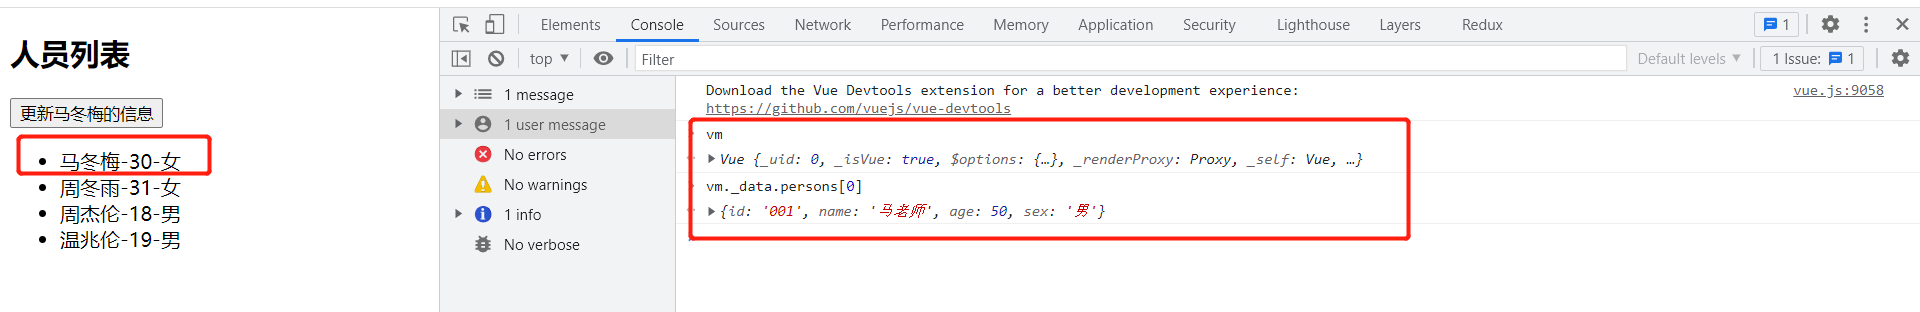 人员列表
更新马冬梅的信息
马冬梅-30-女
周冬雨-31-女
周杰伦-18-男
温兆伦-19-男
Elements Console Sources Network Performance Memory Application Security Lighthouse Layers Redux 1
top Filter Default levels 1 Issue: 1
1 message
1 user message
No errors
No warnings
1 info
No verbose
Download the Vue Devtools extension for a better development experience: vue.js:9058
https://github.com/vuejs/vue-devtools
vm
Vue {_uid: 0, _isVue: true, $options: {…}, _renderProxy: Proxy, _self: Vue, …}
vm._data.persons[0]
{id: '001', name: '马老师', age: 50, sex: '男'}